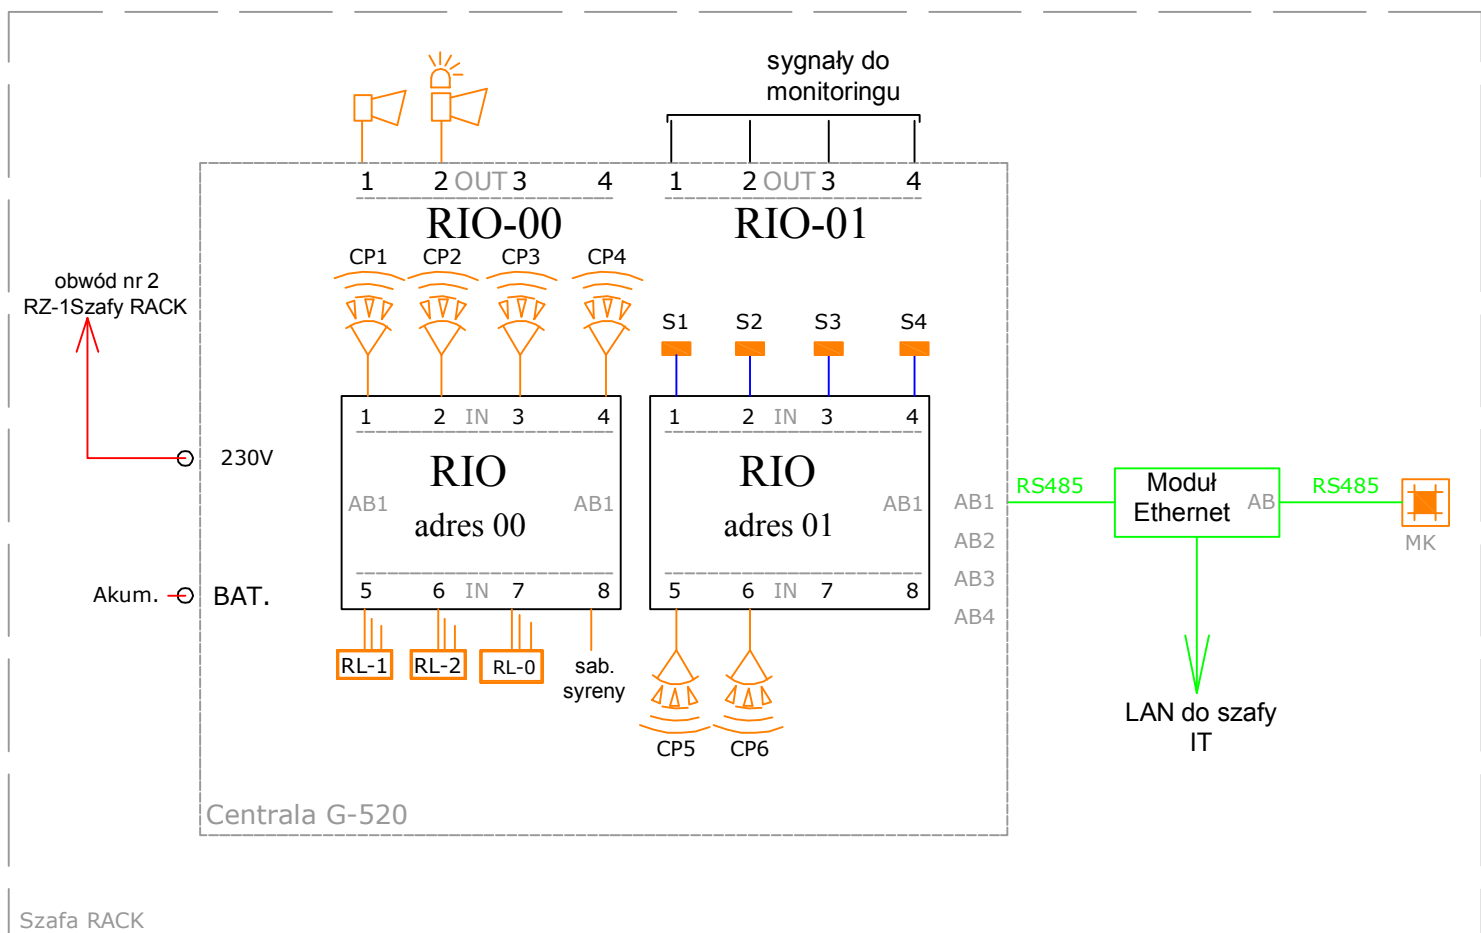 sygnały do
monitoringu
1 2 OUT 3 4
1 2 OUT 3 4
RIO-00
RIO-01
CP1 CP2 CP3 CP4
obwód nr 2
RZ-1Szafy RACK
S1 S2 S3 S4
1 2 IN 3 4
1 2 IN 3 4
230V
RIO
adres 00
AB1 AB1
RIO
adres 01
AB1
AB1
AB2
AB3
AB4
RS485
Moduł
Ethernet
AB
RS485
MK
Akum.
BAT.
5 6 IN 7 8
5 6 IN 7 8
RL-1 RL-2 RL-0
sab.
syreny
CP5 CP6
LAN do szafy
IT
Centrala G-520
Szafa RACK